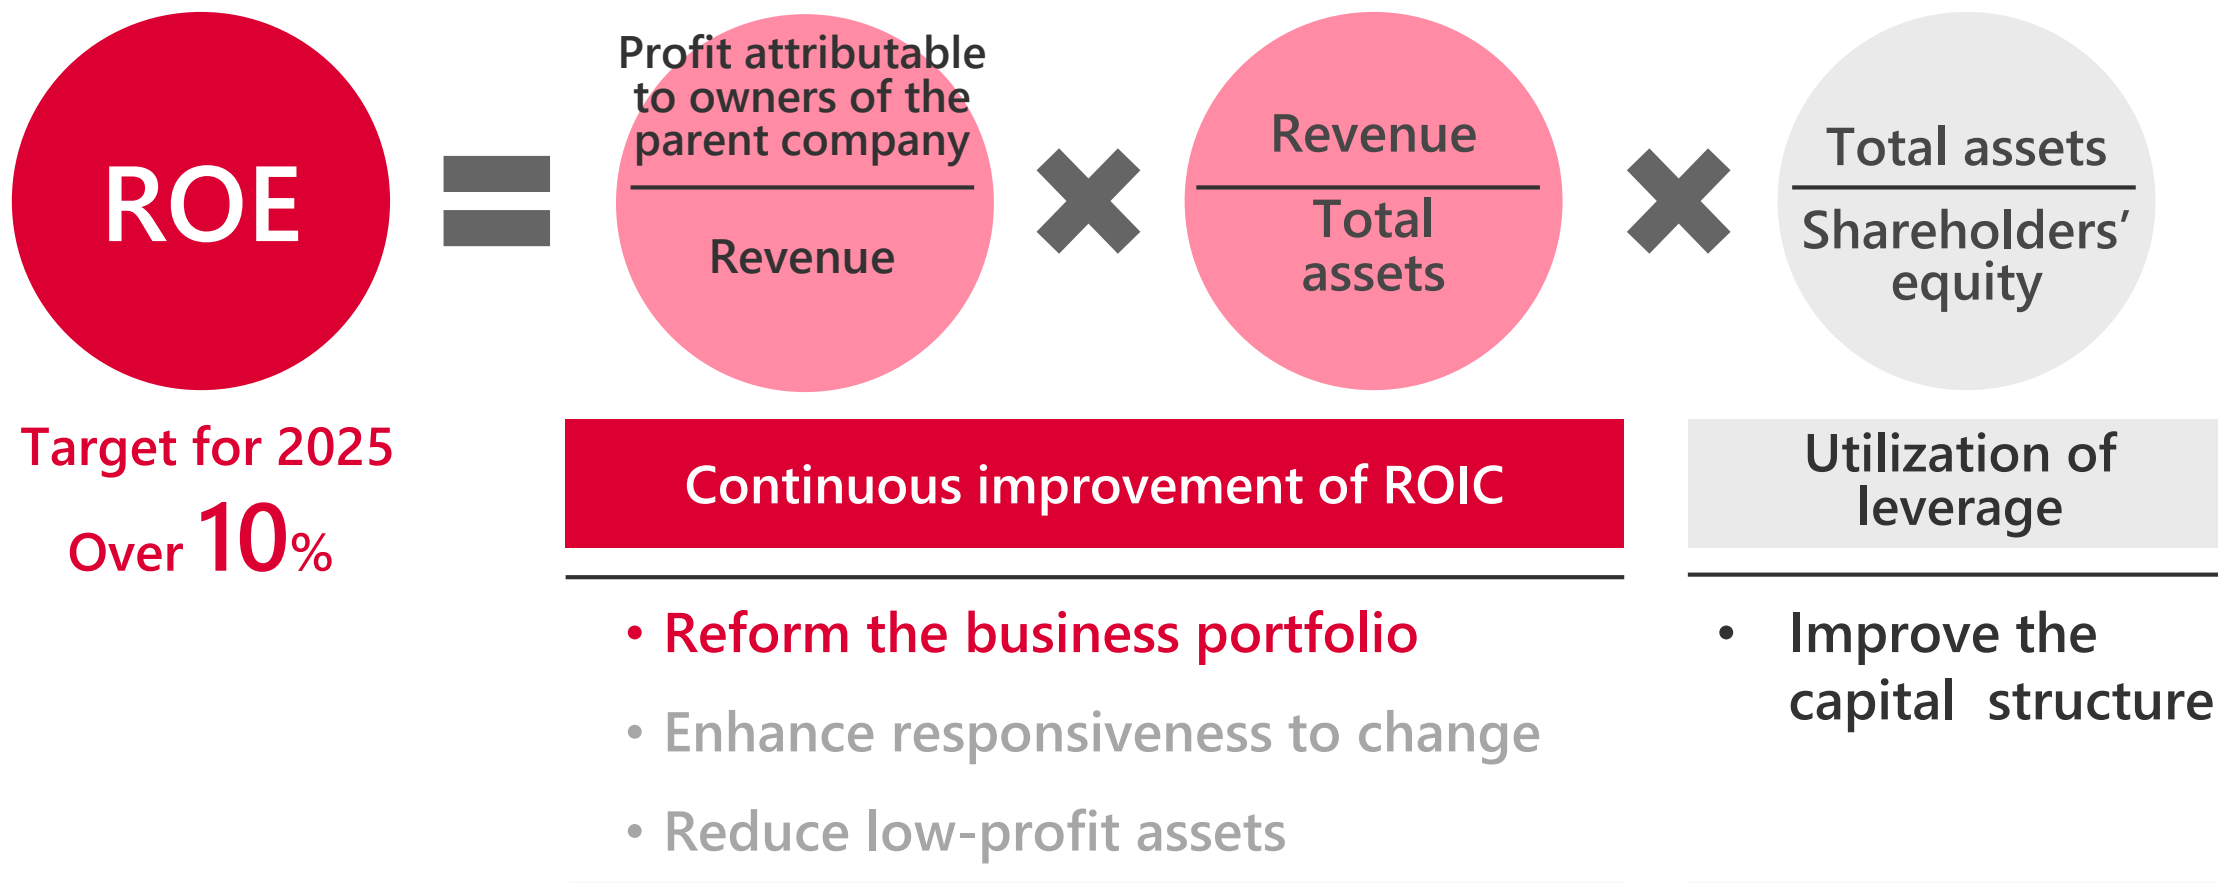 ROE
=
Profit attributable
to owners of the
parent company
Revenue
×
Revenue
Total
assets
×
Total assets
Shareholders’
equity
Target for 2025
Over 10%
Continuous improvement of ROIC
• Reform the business portfolio
• Enhance responsiveness to change
• Reduce low-profit assets
Utilization of
leverage
• Improve the
capital structure